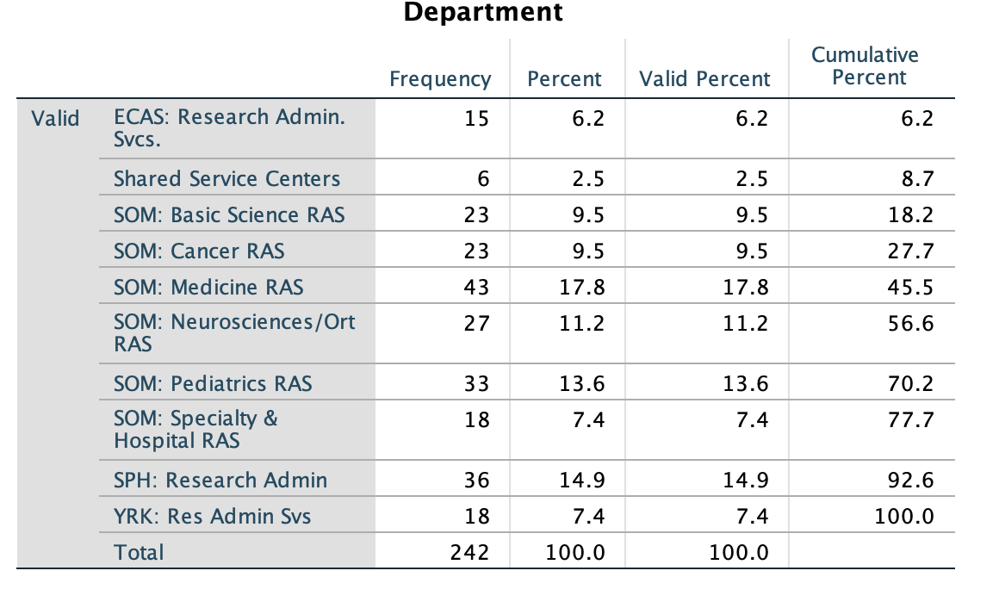 Department
Frequency Percent Valid Percent Cumulative Percent
Valid ECAS: Research Admin. Svcs. 15 6.2 6.2 6.2
Shared Service Centers 6 2.5 2.5 8.7
SOM: Basic Science RAS 23 9.5 9.5 18.2
SOM: Cancer RAS 23 9.5 9.5 27.7
SOM: Medicine RAS 43 17.8 17.8 45.5
SOM: Neurosciences/Ort RAS 27 11.2 11.2 56.6
SOM: Pediatrics RAS 33 13.6 13.6 70.2
SOM: Specialty & Hospital RAS 18 7.4 7.4 77.7
SPH: Research Admin 36 14.9 14.9 92.6
YRK: Res Admin Svs 18 7.4 7.4 100.0
Total 242 100.0 100.0